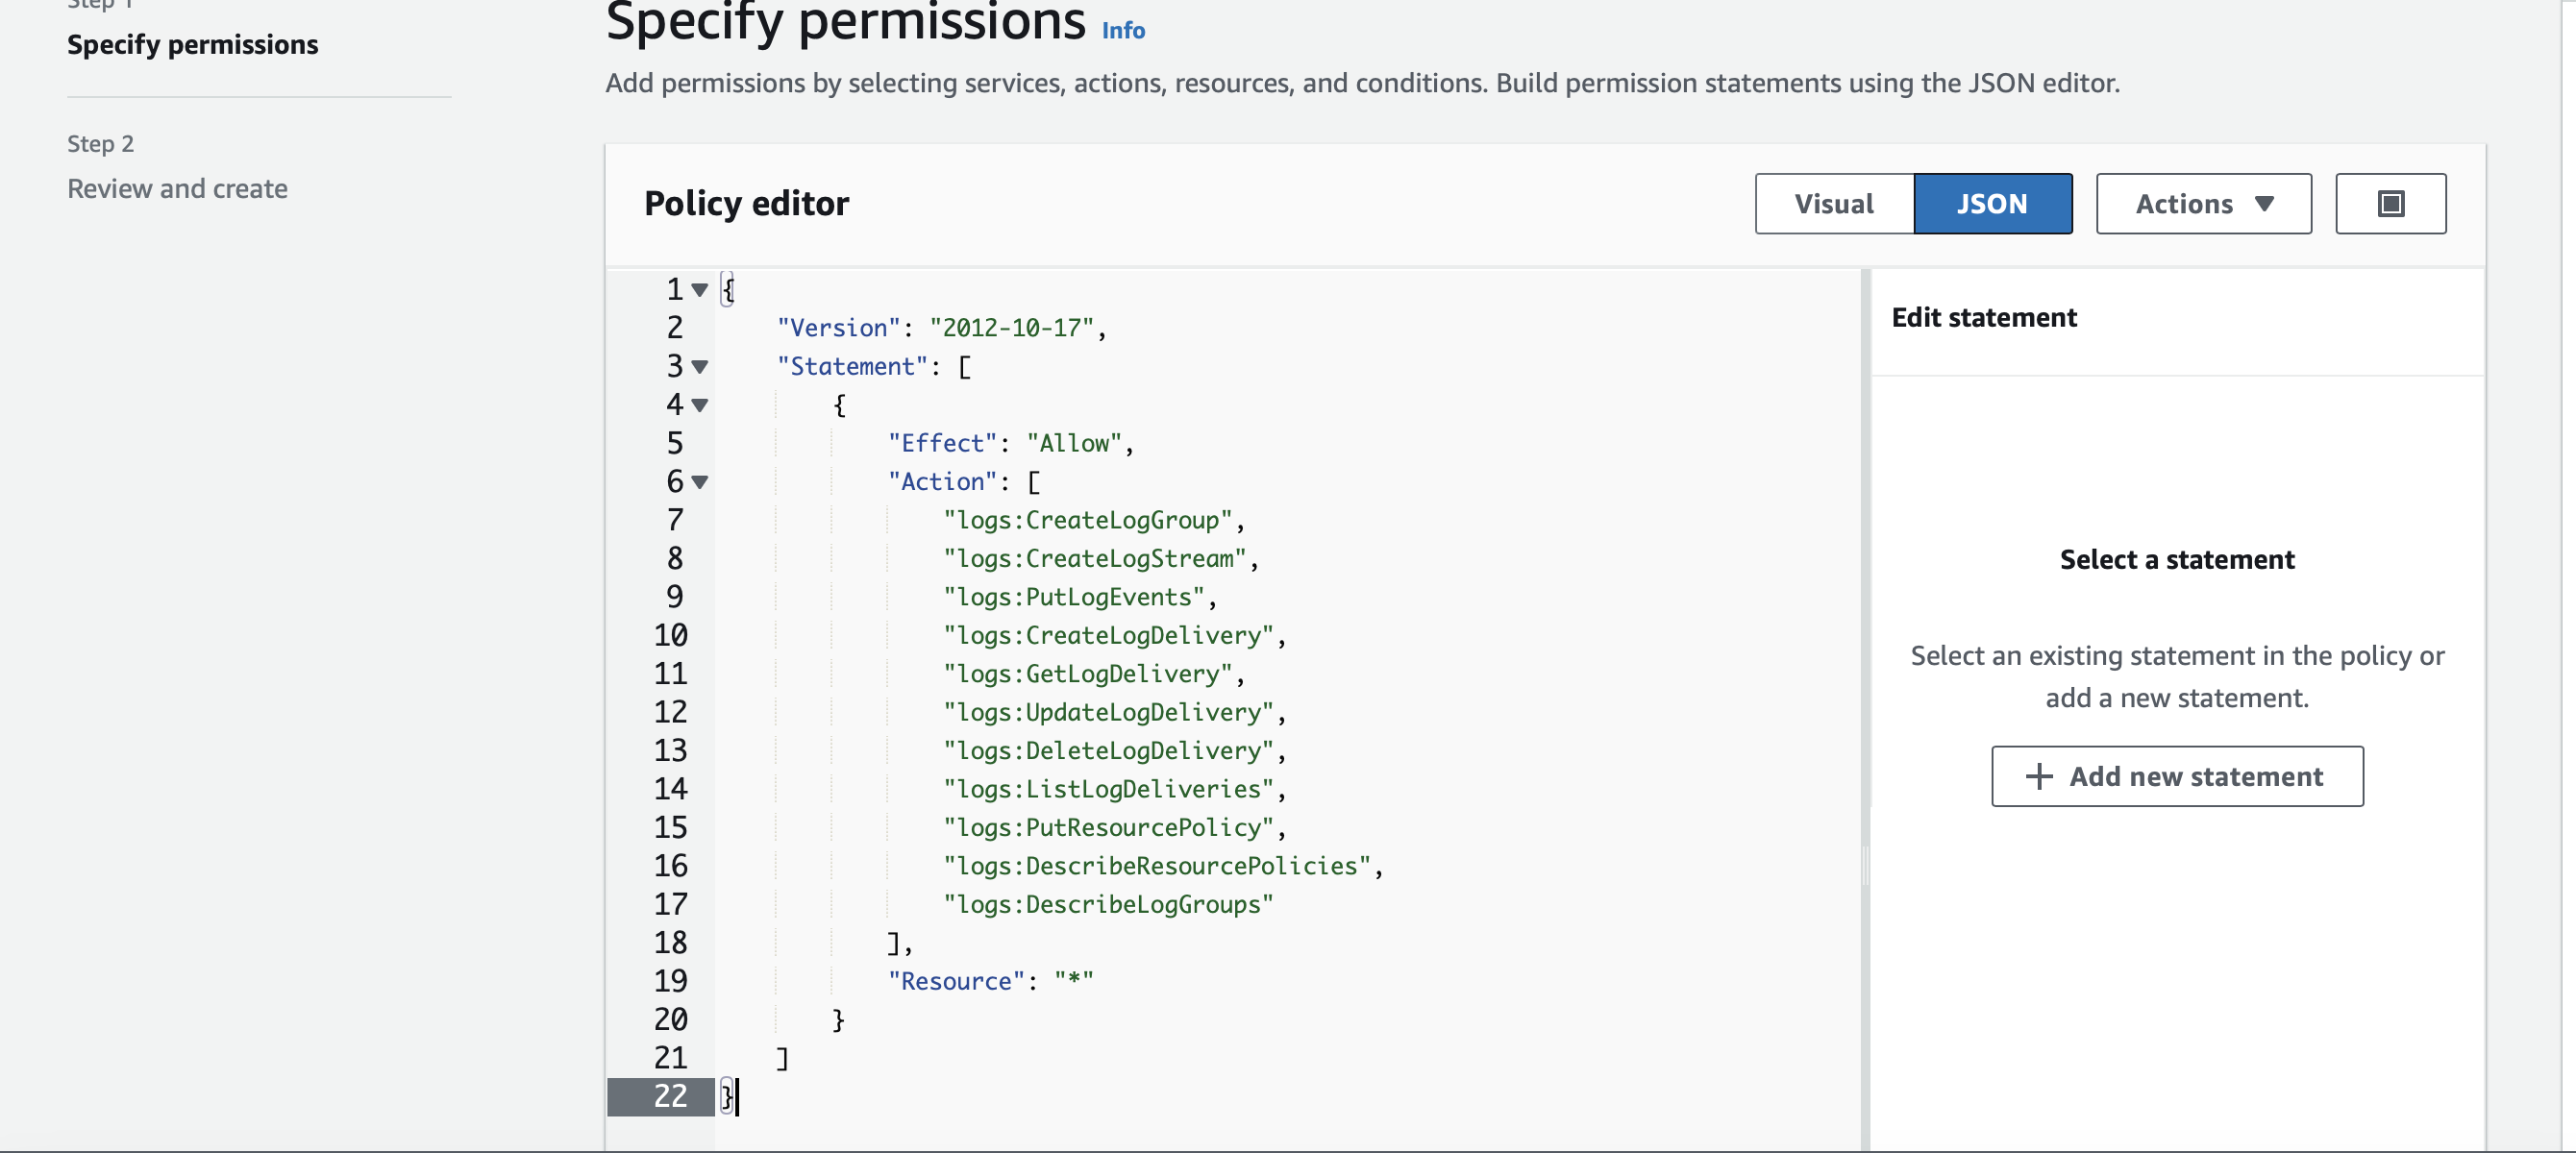 Step 1
Specify permissions
Step 2
Review and create
Specify permissions Info
Add permissions by selecting services, actions, resources, and conditions. Build permission statements using the JSON editor.
Policy editor
Visual JSON Actions
1 {
2 "Version": "2012-10-17",
3 "Statement": [
4 {
5 "Effect": "Allow",
6 "Action": [
7 "logs:CreateLogGroup",
8 "logs:CreateLogStream",
9 "logs:PutLogEvents",
10 "logs:CreateLogDelivery",
11 "logs:GetLogDelivery",
12 "logs:UpdateLogDelivery",
13 "logs:DeleteLogDelivery",
14 "logs:ListLogDeliveries",
15 "logs:PutResourcePolicy",
16 "logs:DescribeResourcePolicies",
17 "logs:DescribeLogGroups"
18 ],
19 "Resource": "*"
20 }
21 ]
22 }
Edit statement
Select a statement
Select an existing statement in the policy or
add a new statement.
+ Add new statement